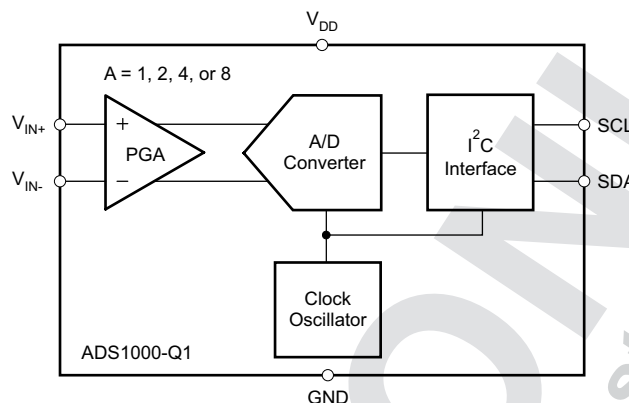 V_DD
A = 1, 2, 4, or 8
V_IN+
+
PGA
V_IN-
−
A/D
Converter
I²C
Interface
SCL
SDA
Clock
Oscillator
ADS1000-Q1
GND